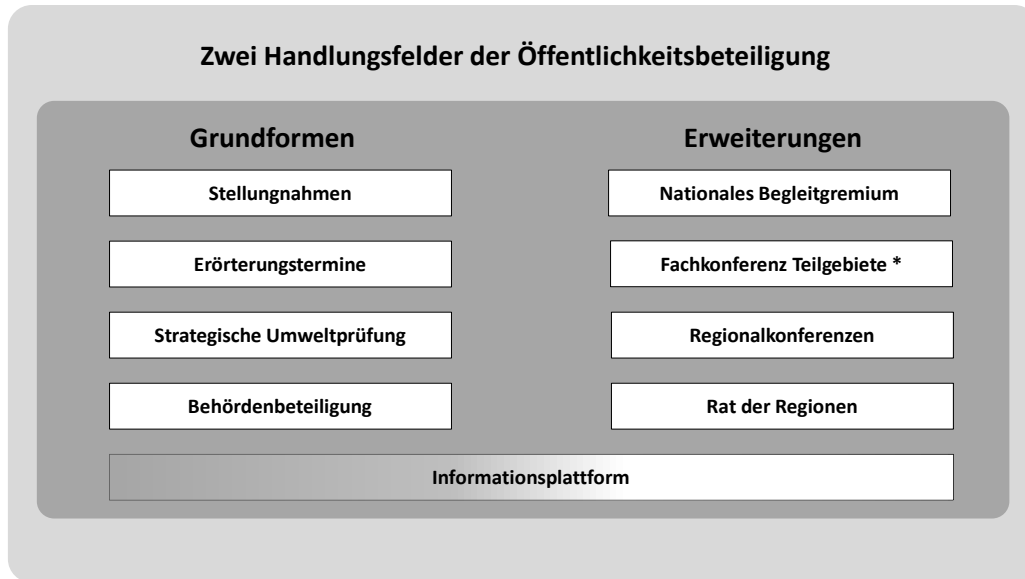 Zwei Handlungsfelder der Öffentlichkeitsbeteiligung
Grundformen
Stellungnahmen
Erörterungstermine
Strategische Umweltprüfung
Behördenbeteiligung
Erweiterungen
Nationales Begleitgremium
Fachkonferenz Teilgebiete *
Regionalkonferenzen
Rat der Regionen
Informationsplattform